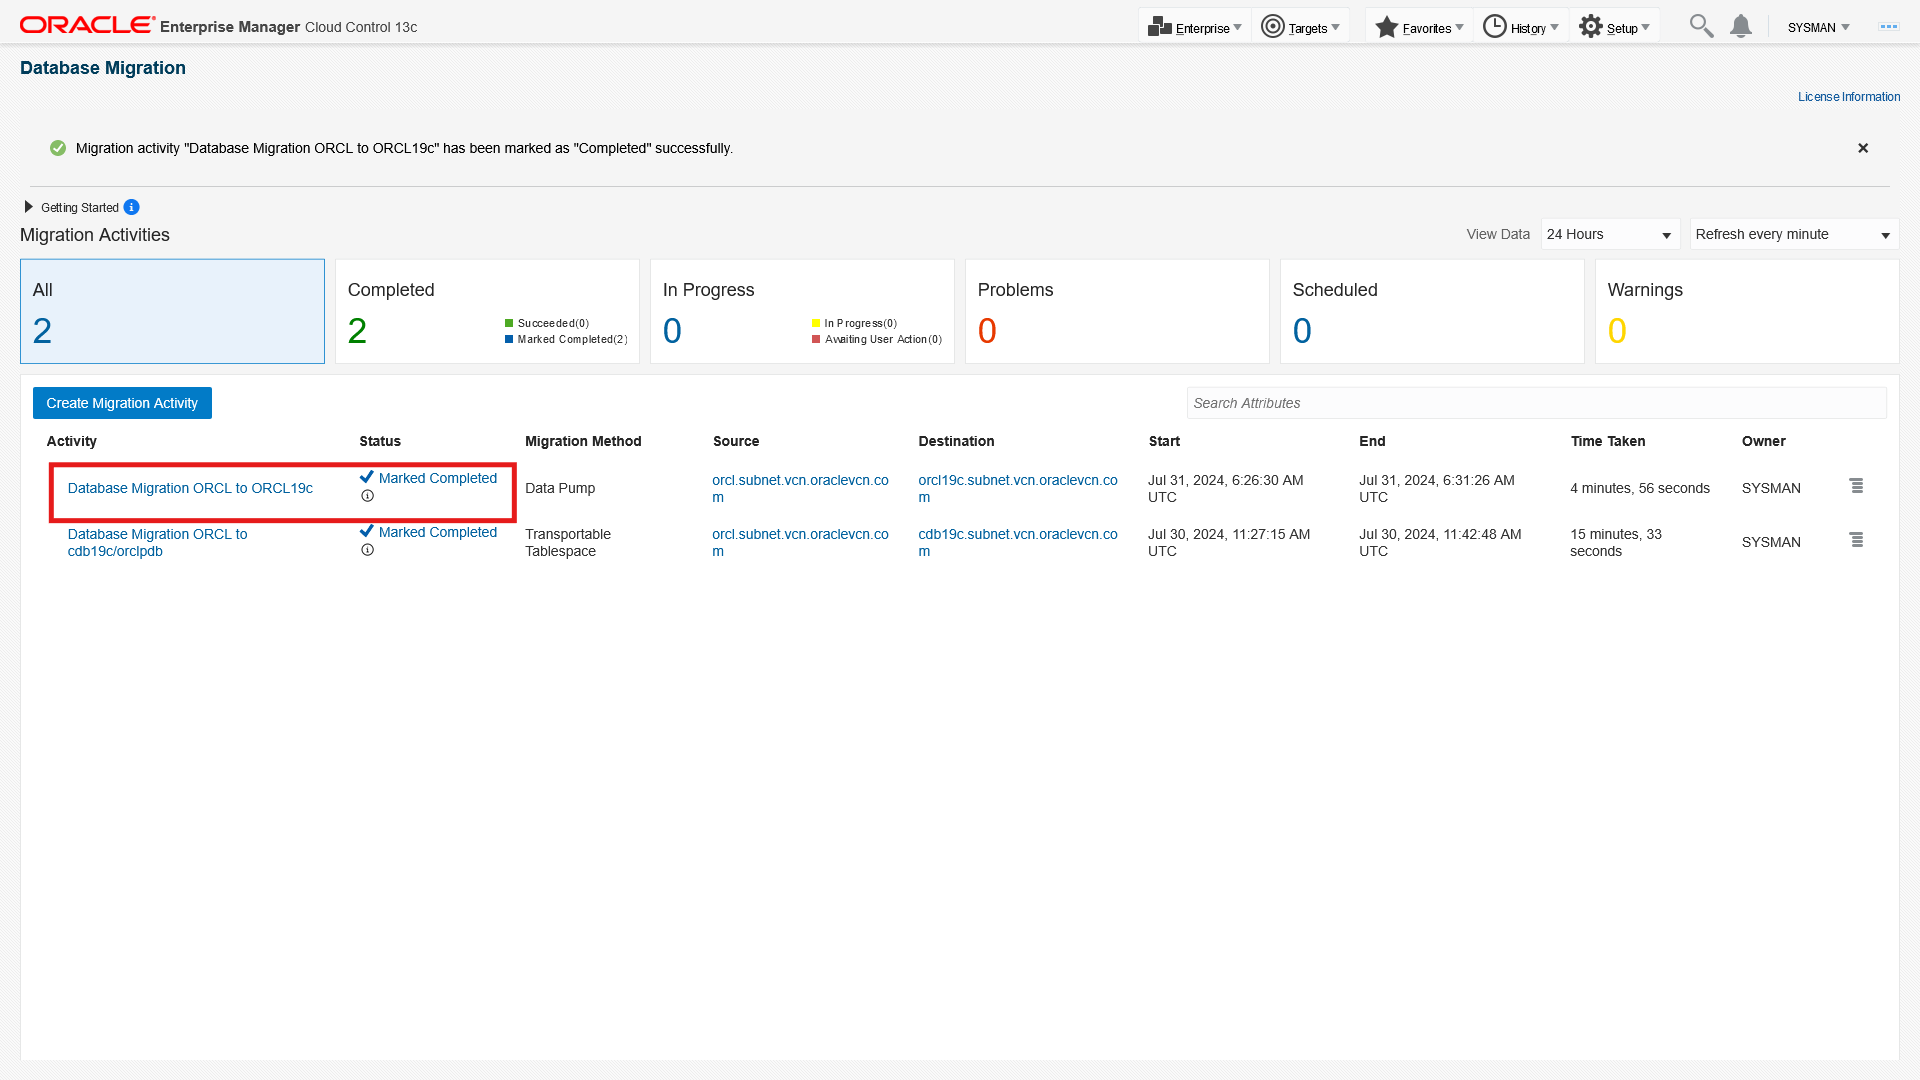 ORACLE Enterprise Manager Cloud Control 13c
Enterprise
Targets
Favorites
History
Setup
SYSMAN
Database Migration
License Information
Migration activity "Database Migration ORCL to ORCL19c" has been marked as "Completed" successfully.
Getting Started
Migration Activities
View Data
24 Hours
Refresh every minute
All
2
Completed
2
Succeeded(0)
Marked Completed(2)
In Progress
0
In Progress(0)
Awaiting User Action(0)
Problems
0
Scheduled
0
Warnings
0
Create Migration Activity
Search Attributes
Activity Status Migration Method Source Destination Start End Time Taken Owner
Database Migration ORCL to ORCL19c
Marked Completed
Data Pump
orcl.subnet.vcn.oraclevcn.co
m
orcl19c.subnet.vcn.oraclevcn.co
m
Jul 31, 2024, 6:26:30 AM
UTC
Jul 31, 2024, 6:31:26 AM
UTC
4 minutes, 56 seconds
SYSMAN
Database Migration ORCL to
cdb19c/orclpdb
Marked Completed
Transportable
Tablespace
orcl.subnet.vcn.oraclevcn.co
m
cdb19c.subnet.vcn.oraclevcn.co
m
Jul 30, 2024, 11:27:15 AM
UTC
Jul 30, 2024, 11:42:48 AM
UTC
15 minutes, 33
seconds
SYSMAN